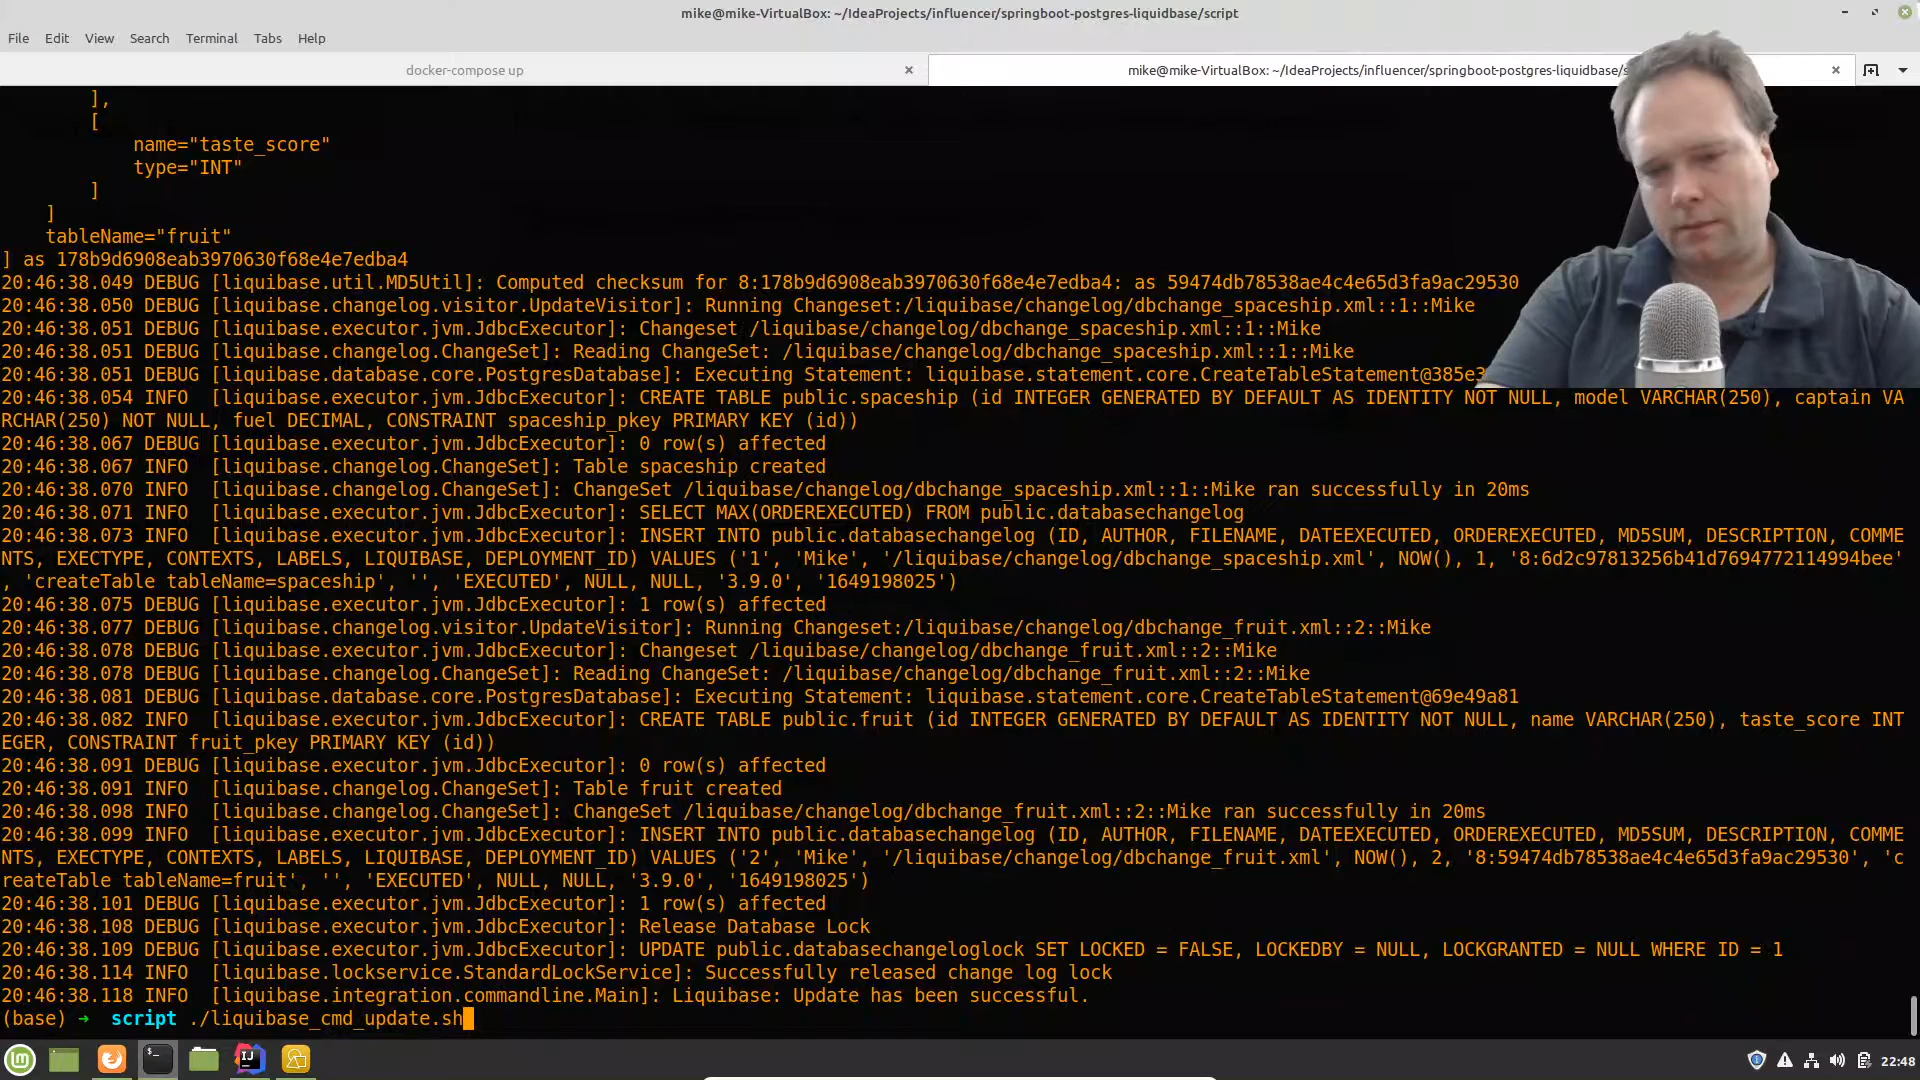 mike@mike-VirtualBox: ~/IdeaProjects/influencer/springboot-postgres-liquidbase/script
File Edit View Search Terminal Tabs Help
docker-compose up
mike@mike-VirtualBox: ~/IdeaProjects/influencer/springboot-postgres-liquidbase/s
],
[
name="taste_score"
type="INT"
]
]
tableName="fruit"
] as 178b9d6908eab3970630f68e4e7edba4
20:46:38.049 DEBUG [liquibase.util.MD5Util]: Computed checksum for 8:178b9d6908eab3970630f68e4e7edba4: as 59474db78538ae4c4e65d3fa9ac29530
20:46:38.050 DEBUG [liquibase.changelog.visitor.UpdateVisitor]: Running Changeset:/liquibase/changelog/dbchange_spaceship.xml::1::Mike
20:46:38.051 DEBUG [liquibase.executor.jvm.JdbcExecutor]: Changeset /liquibase/changelog/dbchange_spaceship.xml::1::Mike
20:46:38.051 DEBUG [liquibase.changelog.ChangeSet]: Reading ChangeSet: /liquibase/changelog/dbchange_spaceship.xml::1::Mike
20:46:38.051 DEBUG [liquibase.database.core.PostgresDatabase]: Executing Statement: liquibase.statement.core.CreateTableStatement@385e3
20:46:38.054 INFO [liquibase.executor.jvm.JdbcExecutor]: CREATE TABLE public.spaceship (id INTEGER GENERATED BY DEFAULT AS IDENTITY NOT NULL, model VARCHAR(250), captain VA
RCHAR(250) NOT NULL, fuel DECIMAL, CONSTRAINT spaceship_pkey PRIMARY KEY (id))
20:46:38.067 DEBUG [liquibase.executor.jvm.JdbcExecutor]: 0 row(s) affected
20:46:38.067 INFO [liquibase.changelog.ChangeSet]: Table spaceship created
20:46:38.070 INFO [liquibase.changelog.ChangeSet]: ChangeSet /liquibase/changelog/dbchange_spaceship.xml::1::Mike ran successfully in 20ms
20:46:38.071 INFO [liquibase.executor.jvm.JdbcExecutor]: SELECT MAX(ORDEREXECUTED) FROM public.databasechangelog
20:46:38.073 INFO [liquibase.executor.jvm.JdbcExecutor]: INSERT INTO public.databasechangelog (ID, AUTHOR, FILENAME, DATEEXECUTED, ORDEREXECUTED, MD5SUM, DESCRIPTION, COMME
NTS, EXECTYPE, CONTEXTS, LABELS, LIQUIBASE, DEPLOYMENT_ID) VALUES ('1', 'Mike', '/liquibase/changelog/dbchange_spaceship.xml', NOW(), 1, '8:6d2c97813256b41d7694772114994bee'
, 'createTable tableName=spaceship', '', 'EXECUTED', NULL, NULL, '3.9.0', '1649198025')
20:46:38.075 DEBUG [liquibase.executor.jvm.JdbcExecutor]: 1 row(s) affected
20:46:38.077 DEBUG [liquibase.changelog.visitor.UpdateVisitor]: Running Changeset:/liquibase/changelog/dbchange_fruit.xml::2::Mike
20:46:38.078 DEBUG [liquibase.executor.jvm.JdbcExecutor]: Changeset /liquibase/changelog/dbchange_fruit.xml::2::Mike
20:46:38.078 DEBUG [liquibase.changelog.ChangeSet]: Reading ChangeSet: /liquibase/changelog/dbchange_fruit.xml::2::Mike
20:46:38.081 DEBUG [liquibase.database.core.PostgresDatabase]: Executing Statement: liquibase.statement.core.CreateTableStatement@69e49a81
20:46:38.082 INFO [liquibase.executor.jvm.JdbcExecutor]: CREATE TABLE public.fruit (id INTEGER GENERATED BY DEFAULT AS IDENTITY NOT NULL, name VARCHAR(250), taste_score INT
EGER, CONSTRAINT fruit_pkey PRIMARY KEY (id))
20:46:38.091 DEBUG [liquibase.executor.jvm.JdbcExecutor]: 0 row(s) affected
20:46:38.091 INFO [liquibase.changelog.ChangeSet]: Table fruit created
20:46:38.098 INFO [liquibase.changelog.ChangeSet]: ChangeSet /liquibase/changelog/dbchange_fruit.xml::2::Mike ran successfully in 20ms
20:46:38.099 INFO [liquibase.executor.jvm.JdbcExecutor]: INSERT INTO public.databasechangelog (ID, AUTHOR, FILENAME, DATEEXECUTED, ORDEREXECUTED, MD5SUM, DESCRIPTION, COMME
NTS, EXECTYPE, CONTEXTS, LABELS, LIQUIBASE, DEPLOYMENT_ID) VALUES ('2', 'Mike', '/liquibase/changelog/dbchange_fruit.xml', NOW(), 2, '8:59474db78538ae4c4e65d3fa9ac29530', 'c
reateTable tableName=fruit', '', 'EXECUTED', NULL, NULL, '3.9.0', '1649198025')
20:46:38.101 DEBUG [liquibase.executor.jvm.JdbcExecutor]: 1 row(s) affected
20:46:38.108 DEBUG [liquibase.executor.jvm.JdbcExecutor]: Release Database Lock
20:46:38.109 DEBUG [liquibase.executor.jvm.JdbcExecutor]: UPDATE public.databasechangeloglock SET LOCKED = FALSE, LOCKEDBY = NULL, LOCKGRANTED = NULL WHERE ID = 1
20:46:38.114 INFO [liquibase.lockservice.StandardLockService]: Successfully released change log lock
20:46:38.118 INFO [liquibase.integration.commandline.Main]: Liquibase: Update has been successful.
(base) → script ./liquibase_cmd_update.sh
22:48